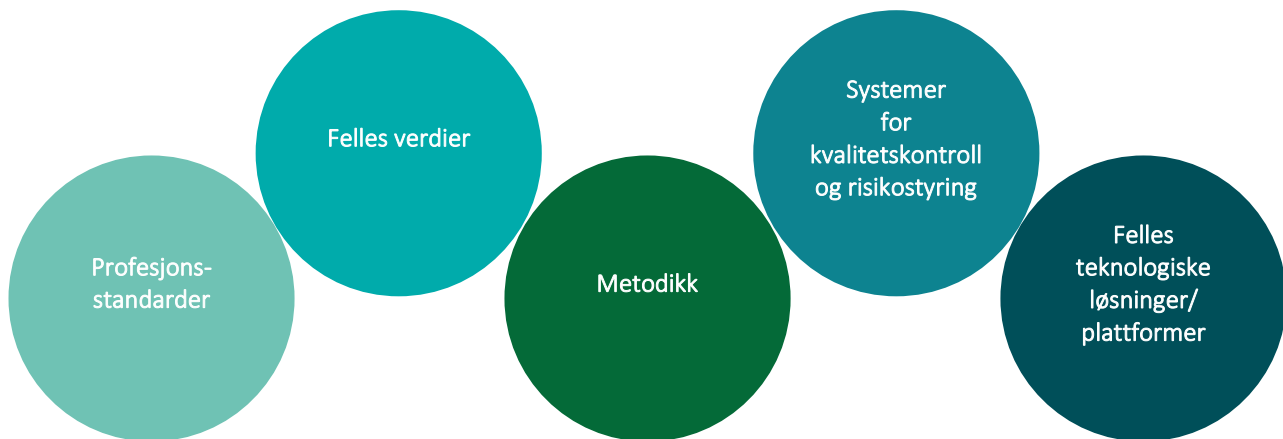 Profesjons-
standarder
Felles verdier
Metodikk
Systemer
for
kvalitetskontroll
og risikostyring
Felles
teknologiske
løsninger/
plattformer